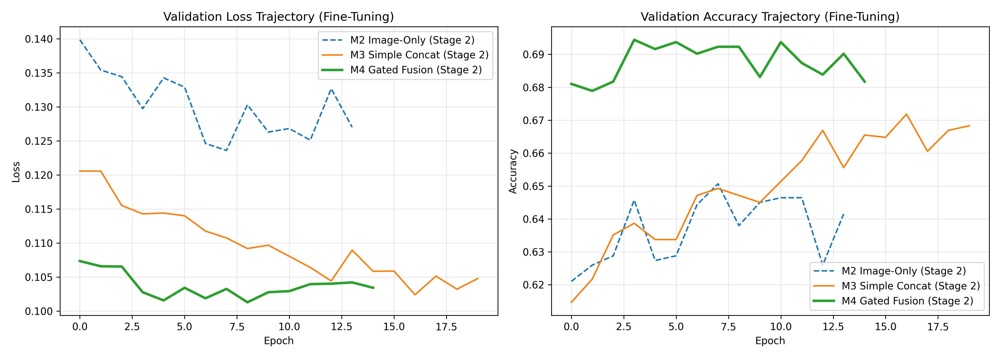 Validation Loss Trajectory (Fine-Tuning)
0.140
0.135
0.130
0.125
0.120
0.115
0.110
0.105
0.100
Loss
M2 Image-Only (Stage 2)
M3 Simple Concat (Stage 2)
M4 Gated Fusion (Stage 2)
0.0 2.5 5.0 7.5 10.0 12.5 15.0 17.5
Epoch
Validation Accuracy Trajectory (Fine-Tuning)
0.69
0.68
0.67
0.66
0.65
0.64
0.63
0.62
Accuracy
M2 Image-Only (Stage 2)
M3 Simple Concat (Stage 2)
M4 Gated Fusion (Stage 2)
0.0 2.5 5.0 7.5 10.0 12.5 15.0 17.5
Epoch